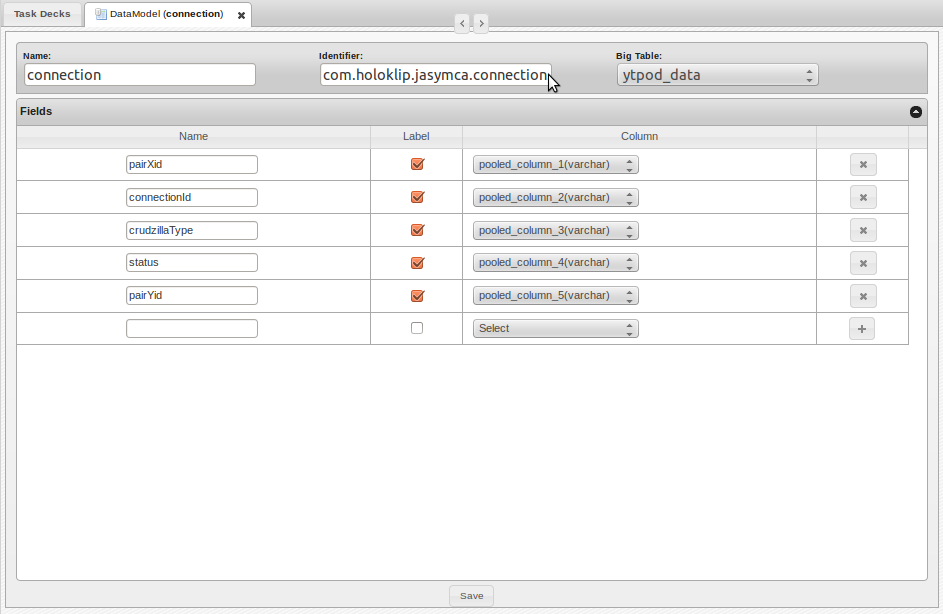 Task Decks DataModel (connection)
Name: Identifier: Big Table:
connection com.holoklip.jasymca.connection ytpod_data
Fields
Name Label Column
pairXid pooled_column_1(varchar)
connectionId pooled_column_2(varchar)
crudzillaType pooled_column_3(varchar)
status pooled_column_4(varchar)
pairYid pooled_column_5(varchar)
Select
Save